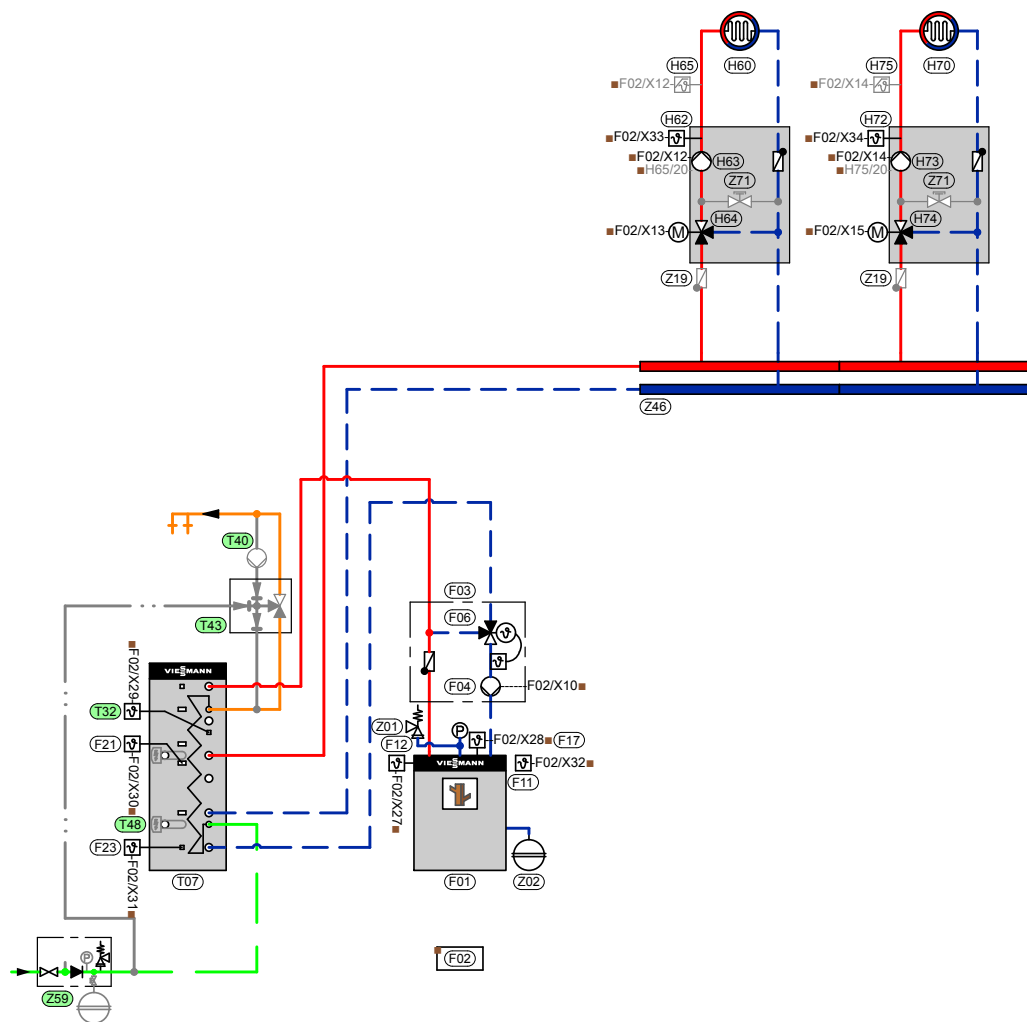 H60
H70
H65
H75
F02/X12
F02/X14
H62
H72
F02/X33
F02/X34
F02/X12
H63
F02/X14
H73
H65/20
H75/20
Z71
Z71
H64
H74
F02/X13
M
F02/X15
M
Z19
Z19
Z46
T40
F03
T43
F06
F02/X29
VIESMANN
F04
F02/X10
T32
Z01
P
F12
F02/X28
F17
F21
VIESMANN
F02/X32
F11
F02/X30
F02/X27
T48
F23
F02/X31
T07
F01
Z02
P
F02
Z59